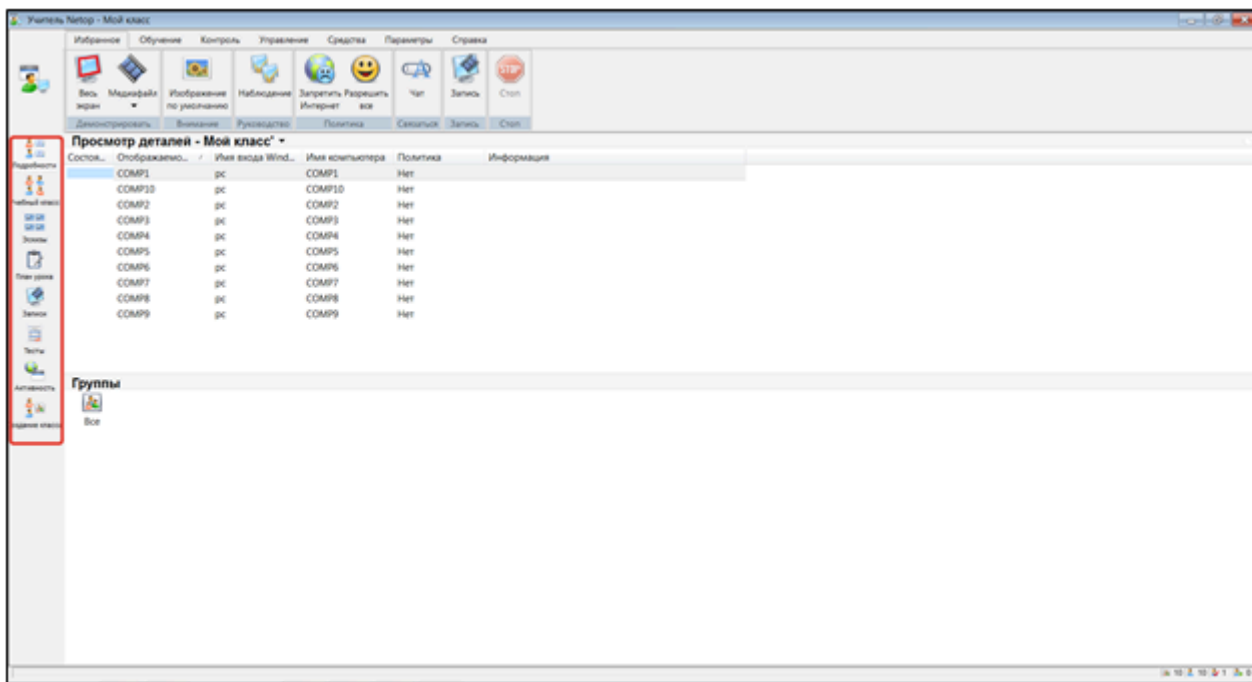 Учитель Netop - Мой класс
Избранное Обучение Контроль Управление Средства Параметры Справка
Весь экран Медиафайл Изображение по умолчанию Наблюдение Запретить Интернет Разрешить все Чат Запись Стоп
Демонстрировать Внимание Руководство Политика Связаться Запись Стоп
Просмотр деталей - Мой класс' ▾
Состоя... Отображаемо... Имя входа Wind... Имя компьютера Политика Информация
COMP1 pc COMP1 Нет
COMP10 pc COMP10 Нет
COMP2 pc COMP2 Нет
COMP3 pc COMP3 Нет
COMP4 pc COMP4 Нет
COMP5 pc COMP5 Нет
COMP6 pc COMP6 Нет
COMP7 pc COMP7 Нет
COMP8 pc COMP8 Нет
COMP9 pc COMP9 Нет
Подробности
Учебный класс
Эскизы
План урока
Записи
Тесты
Активность
Группы
Все
10 10 1